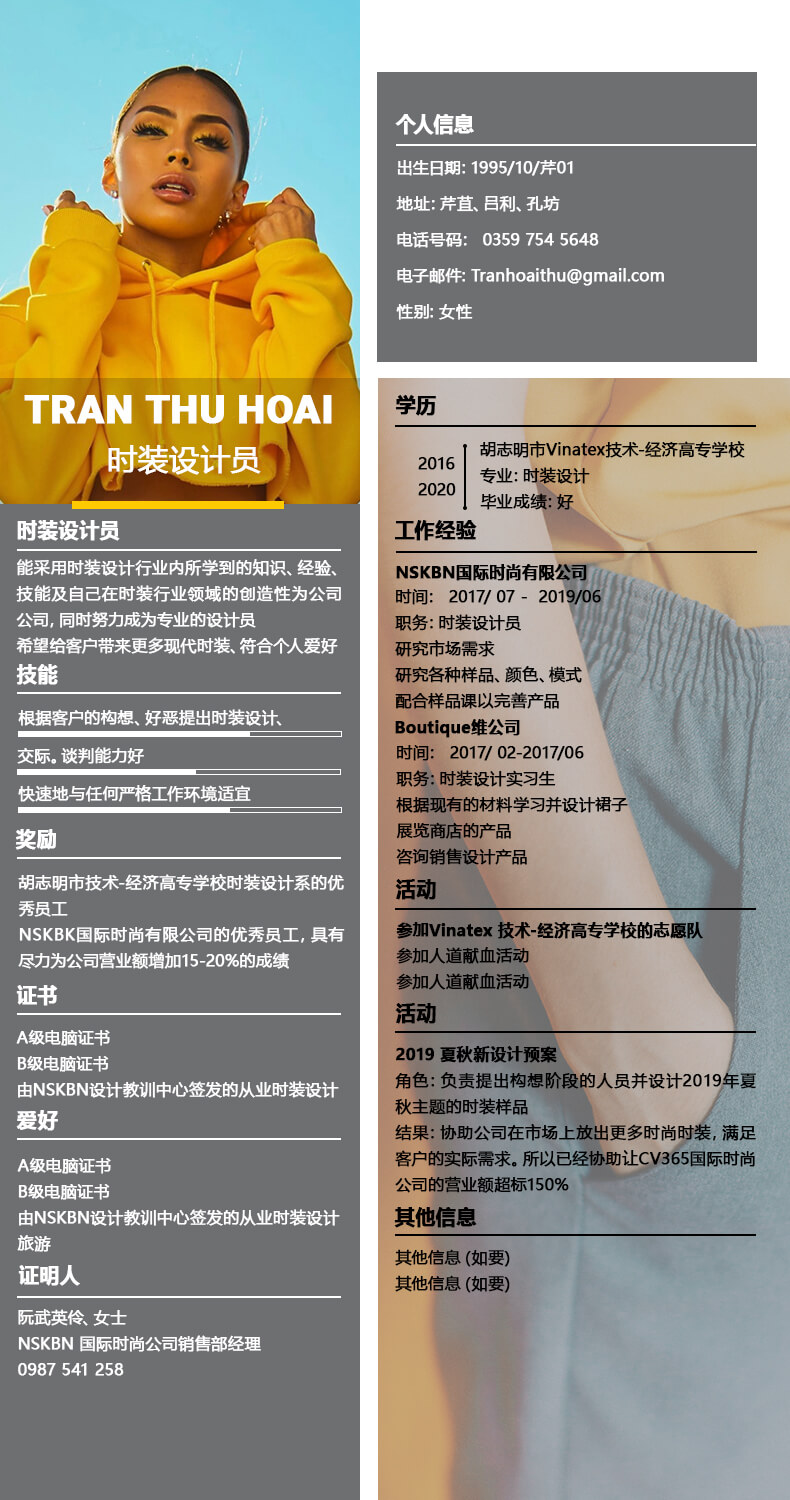 TRAN THU HOAI
时装设计员
时装设计员
能采用时装设计行业内所学到的知识、经验、
技能及自己在时装行业领域的创造性为公司
公司, 同时努力成为专业的设计员
希望给客户带来更多现代时装、符合个人爱好
技能
根据客户的构想、好恶提出时装设计、
交际。谈判能力好
快速地与任何严格工作环境适宜
奖励
胡志明市技术-经济高专学校时装设计系的优
秀员工
NSKBK国际时尚有限公司的优秀员工, 具有
尽力为公司营业额增加15-20%的成绩
证书
A级电脑证书
B级电脑证书
由NSKBN设计教训中心签发的从业时装设计
爱好
A级电脑证书
B级电脑证书
由NSKBN设计教训中心签发的从业时装设计
旅游
证明人
阮武英伶、女士
NSKBN 国际时尚公司销售部经理
0987 541 258
个人信息
出生日期: 1995/10/芹01
地址: 芹苴、吕利、孔坊
电话号码: 0359 754 5648
电子邮件: Tranhoaithu@gmail.com
性别: 女性
学历
2016
2020
胡志明市Vinatex技术-经济高专学校
专业: 时装设计
毕业成绩: 好
工作经验
NSKBN国际时尚有限公司
时间: 2017/ 07 - 2019/06
职务: 时装设计员
研究市场需求
研究各种样品、颜色、模式
配合样品课以完善产品
Boutique维公司
时间: 2017/ 02-2017/06
职务: 时装设计实习生
根据现有的材料学习并设计裙子
展览商店的产品
咨询销售设计产品
活动
参加Vinatex 技术-经济高专学校的志愿队
参加人道献血活动
参加人道献血活动
活动
2019 夏秋新设计预案
角色: 负责提出构想阶段的人员并设计2019年夏
秋主题的时装样品
结果: 协助公司在市场上放出更多时尚时装, 满足
客户的实际需求。所以已经协助让CV365国际时尚
公司的营业额超标150%
其他信息
其他信息 (如要)
其他信息 (如要)